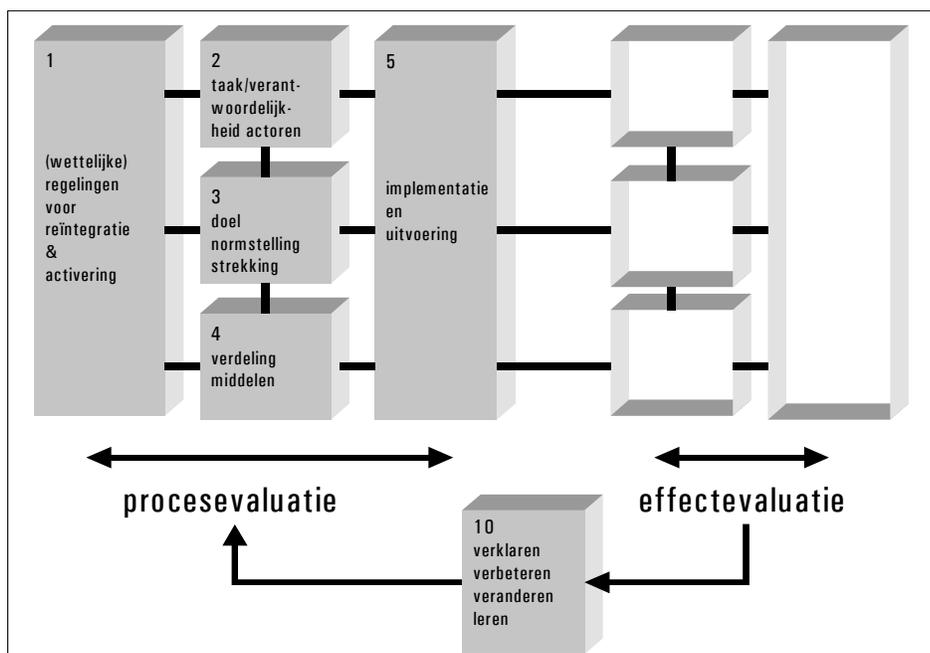 1
(wettelijke)
regelingen
voor
reïntegratie
&
activering
2
taak/verant-
woordelijk-
heid actoren
3
doel
normstelling
strekking
4
verdeling
middelen
5
implementatie
en
uitvoering
procesevaluatie
effectevaluatie
10
verklaren
verbeteren
veranderen
leren